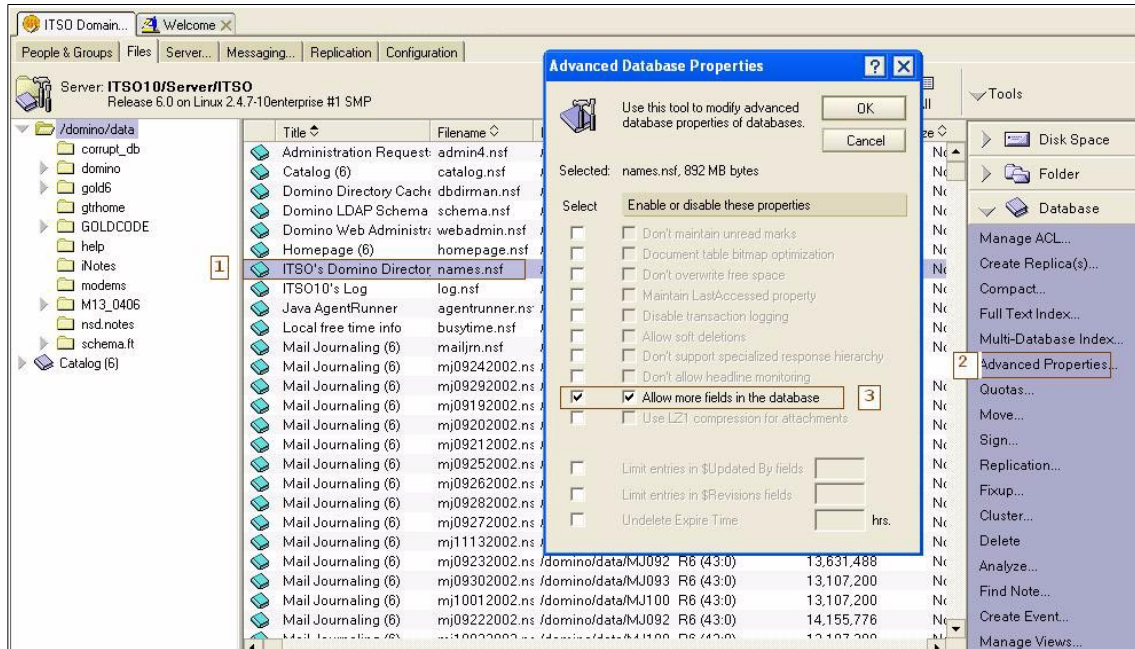 ITSO Domain... Welcome
People & Groups Files Server... Messaging... Replication Configuration
Server: ITSO10/Server/ITSO
Release 6.0 on Linux 2.4.7-10enterprise #1 SMP
/domino/data
corrupt_db
domino
gold6
gtrhome
GOLDCODE
help
iNotes
modems
M13_0406
nsd.notes
schema.ft
Catalog (6)
1
Title Filename
Administration Request: admin4.nsf
Catalog (6) catalog.nsf
Domino Directory Cache dbdirman.nsf
Domino LDAP Schema schema.nsf
Domino Web Administra webadmin.nsf
Homepage (6) homepage.nsf
ITSO's Domino Director names.nsf
ITSO10's Log log.nsf
Java AgentRunner agentrunner.ns
Local free time info busytime.nsf
Mail Journaling (6) mailjrn.nsf
Mail Journaling (6) mj09242002.ns
Mail Journaling (6) mj09292002.ns
Mail Journaling (6) mj09192002.ns
Mail Journaling (6) mj09202002.ns
Mail Journaling (6) mj09212002.ns
Mail Journaling (6) mj09252002.ns
Mail Journaling (6) mj09262002.ns
Mail Journaling (6) mj09282002.ns
Mail Journaling (6) mj09272002.ns
Mail Journaling (6) mj11132002.ns
Mail Journaling (6) mj09232002.ns /domino/data/MJ092 R6 (43:0) 13,631,488
Mail Journaling (6) mj09302002.ns /domino/data/MJ093 R6 (43:0) 13,107,200
Mail Journaling (6) mj10012002.ns /domino/data/MJ100 R6 (43:0) 13,107,200
Mail Journaling (6) mj09222002.ns /domino/data/MJ092 R6 (43:0) 14,155,776
Advanced Database Properties
Use this tool to modify advanced
database properties of databases.
OK
Cancel
Selected: names.nsf, 892 MB bytes
Select Enable or disable these properties
Don't maintain unread marks
Document table bitmap optimization
Don't overwrite free space
Maintain LastAccessed property
Disable transaction logging
Allow soft deletions
Don't support specialized response hierarchy
Don't allow headline monitoring
Allow more fields in the database 3
Use LZ1 compression for attachments
Limit entries in $Updated By fields
Limit entries in $Revisions fields
Undelete Expire Time hrs.
Tools
Disk Space
Folder
Database
Manage ACL...
Create Replica(s)...
Compact...
Full Text Index...
Multi-Database Index...
2 Advanced Properties...
Quotas...
Move...
Sign...
Replication...
Fixup...
Cluster...
Delete
Analyze...
Find Note...
Create Event...
Manage Views...